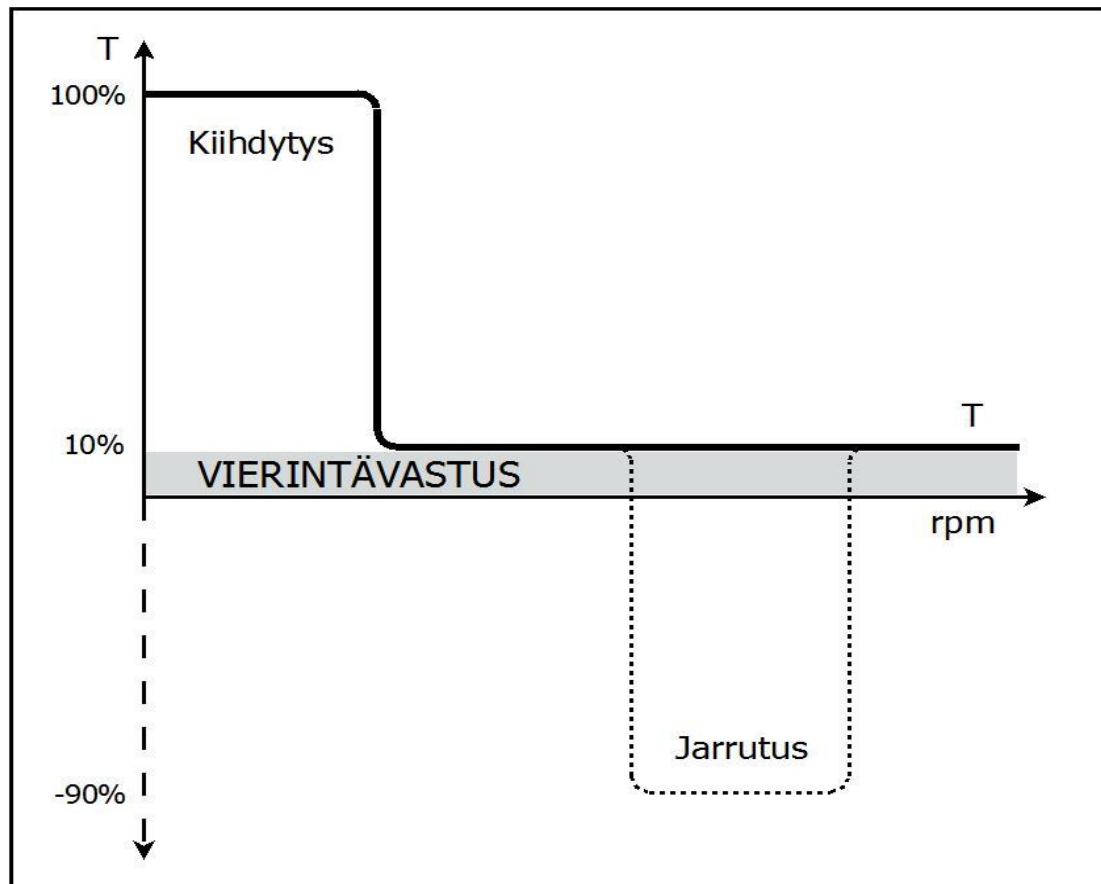 T
100%
Kiihdytys
T
10%
VIERINTÄVASTUS
rpm
Jarrutus
-90%